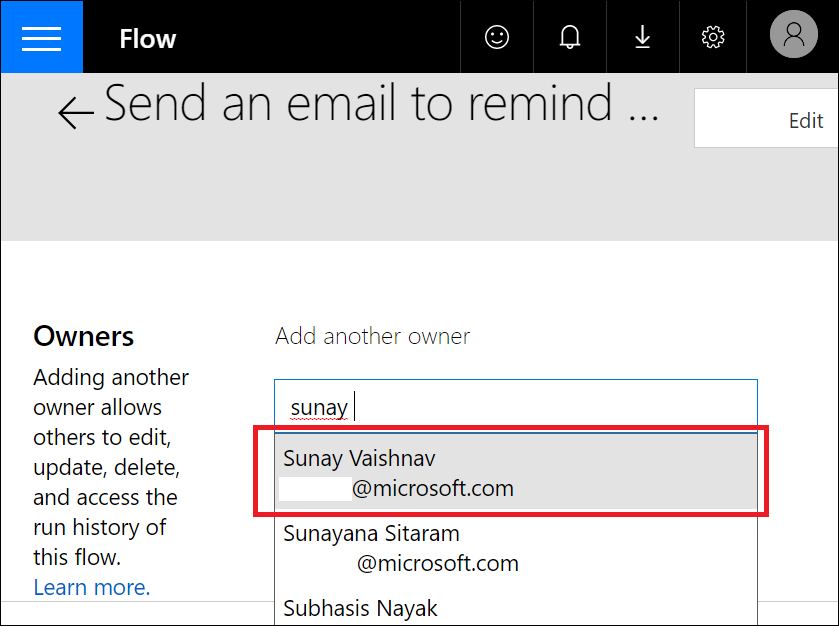 Flow
Send an email to remind ...
Edit
Owners
Adding another
owner allows
others to edit,
update, delete,
and access the
run history of
this flow.
Learn more.
Add another owner
sunay
Sunay Vaishnav
@microsoft.com
Sunayana Sitaram
@microsoft.com
Subhasis Nayak